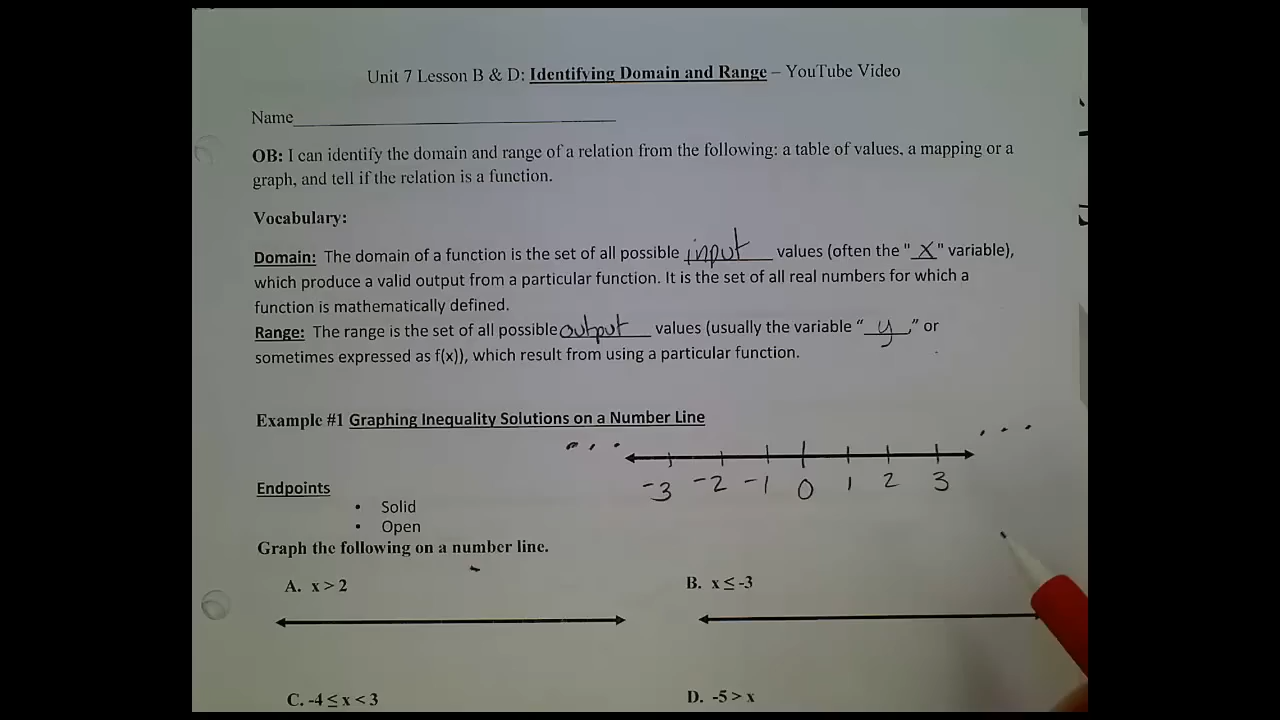 Unit 7 Lesson B & D: Identifying Domain and Range – YouTube Video
Name
OB: I can identify the domain and range of a relation from the following: a table of values, a mapping or a
graph, and tell if the relation is a function.
Vocabulary:
Domain: The domain of a function is the set of all possible input values (often the "x" variable),
which produce a valid output from a particular function. It is the set of all real numbers for which a
function is mathematically defined.
Range: The range is the set of all possible output values (usually the variable “y” or
sometimes expressed as f(x)), which result from using a particular function.
Example #1 Graphing Inequality Solutions on a Number Line
... ...
-3 -2 -1 0 1 2 3
Endpoints
• Solid
• Open
Graph the following on a number line.
A. x > 2 B. x ≤ -3
C. -4 ≤ x < 3 D. -5 > x